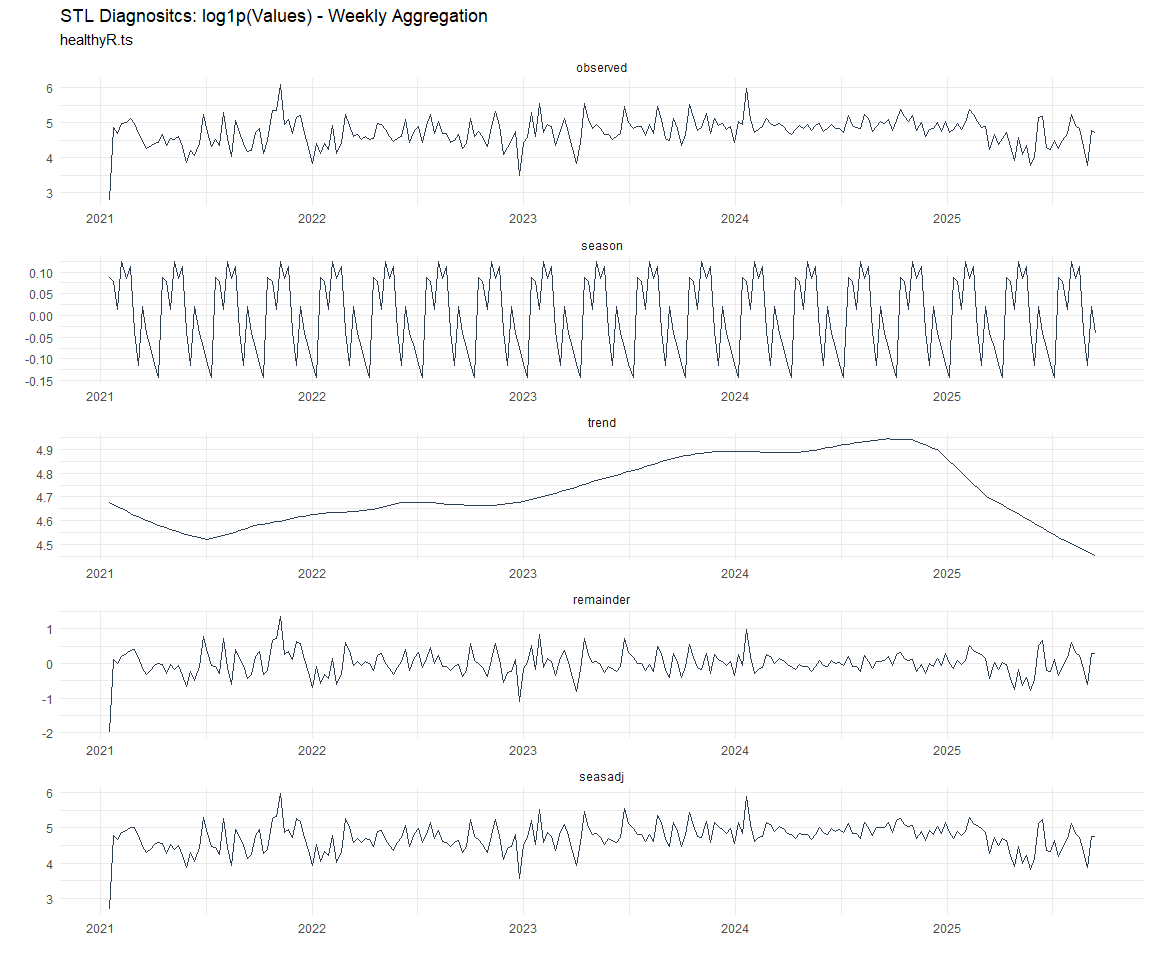 STL Diagnositcs: log1p(Values) - Weekly Aggregation
healthyR.ts
observed
6
5
4
3
2021 2022 2023 2024 2025
season
0.10
0.05
0.00
-0.05
-0.10
-0.15
2021 2022 2023 2024 2025
trend
4.9
4.8
4.7
4.6
4.5
2021 2022 2023 2024 2025
remainder
1
0
-1
-2
2021 2022 2023 2024 2025
seasadj
6
5
4
3
2021 2022 2023 2024 2025